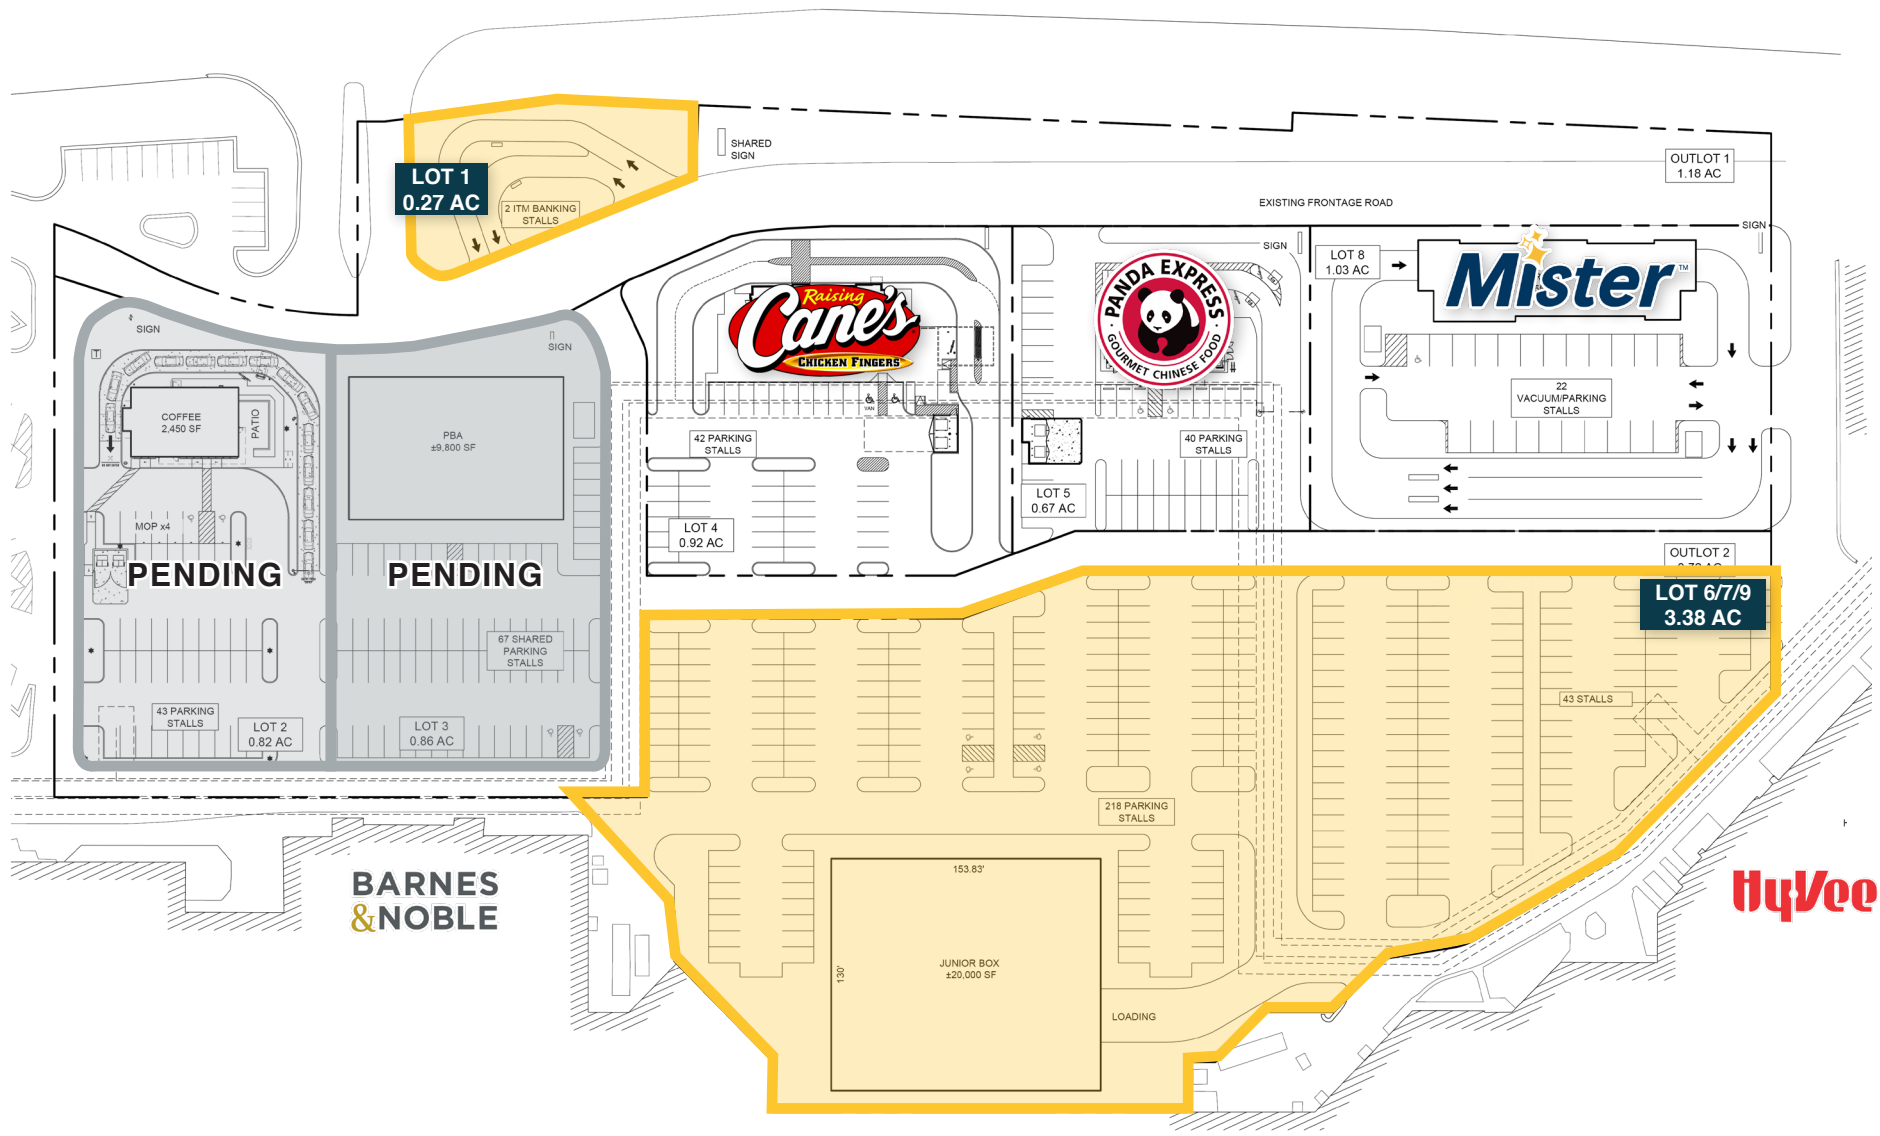 SHARED
SIGN
OUTLOT 1
1.18 AC
LOT 1
0.27 AC
2 ITM BANKING
STALLS
EXISTING FRONTAGE ROAD
SIGN
SIGN
LOT 8
1.03 AC
Mister™
Raising
Cane's
CHICKEN FINGERS
PANDA EXPRESS
GOURMET CHINESE FOOD
SIGN
SIGN
T
COFFEE
2,450 SF
PATIO
PBA
±9,800 SF
VAN
42 PARKING
STALLS
40 PARKING
STALLS
22
VACUUM/PARKING
STALLS
LOT 5
0.67 AC
LOT 4
0.92 AC
MOP x4
PENDING
PENDING
OUTLOT 2
LOT 6/7/9
3.38 AC
67 SHARED
PARKING
STALLS
43 STALLS
43 PARKING
STALLS
LOT 2
0.82 AC
LOT 3
0.86 AC
218 PARKING
STALLS
BARNES
&NOBLE
153.83'
130'
JUNIOR BOX
±20,000 SF
LOADING
HyVee